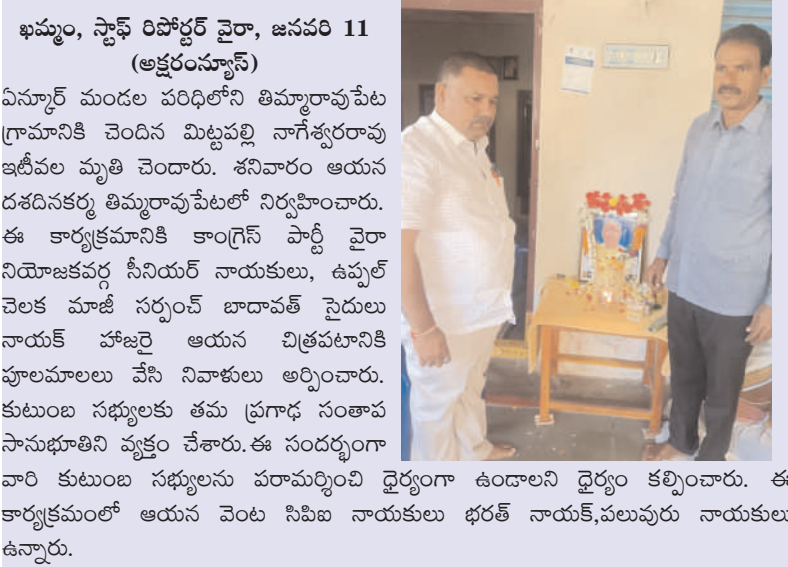 ఖమ్మం, స్టాఫ్ రిపోర్టర్ వైరా, జనవరి 11
(అక్షరంన్యూస్)
ఏన్కూర్ మండల పరిధిలోని తిమ్మారావుపేట
గ్రామానికి చెందిన మిట్టపల్లి నాగేశ్వరరావు
ఇటీవల మృతి చెందారు. శనివారం ఆయన
దశదినకర్మ తిమ్మరావుపేటలో నిర్వహించారు.
ఈ కార్యక్రమానికి కాంగ్రెస్ పార్టీ వైరా
నియోజకవర్గ సీనియర్ నాయకులు, ఉప్పల్
చెలక మాజీ సర్పంచ్ బాదావత్ సైదులు
నాయక్ హాజరై ఆయన చిత్రపటానికి
పూలమాలలు వేసి నివాళులు అర్పించారు.
కుటుంబ సభ్యులకు తమ ప్రగాఢ సంతాప
సానుభూతిని వ్యక్తం చేశారు.ఈ సందర్భంగా
వారి కుటుంబ సభ్యులను పరామర్శించి ధైర్యంగా ఉండాలని ధైర్యం కల్పించారు. ఈ
కార్యక్రమంలో ఆయన వెంట సిపిఐ నాయకులు భరత్ నాయక్,పలువురు నాయకులు
ఉన్నారు.